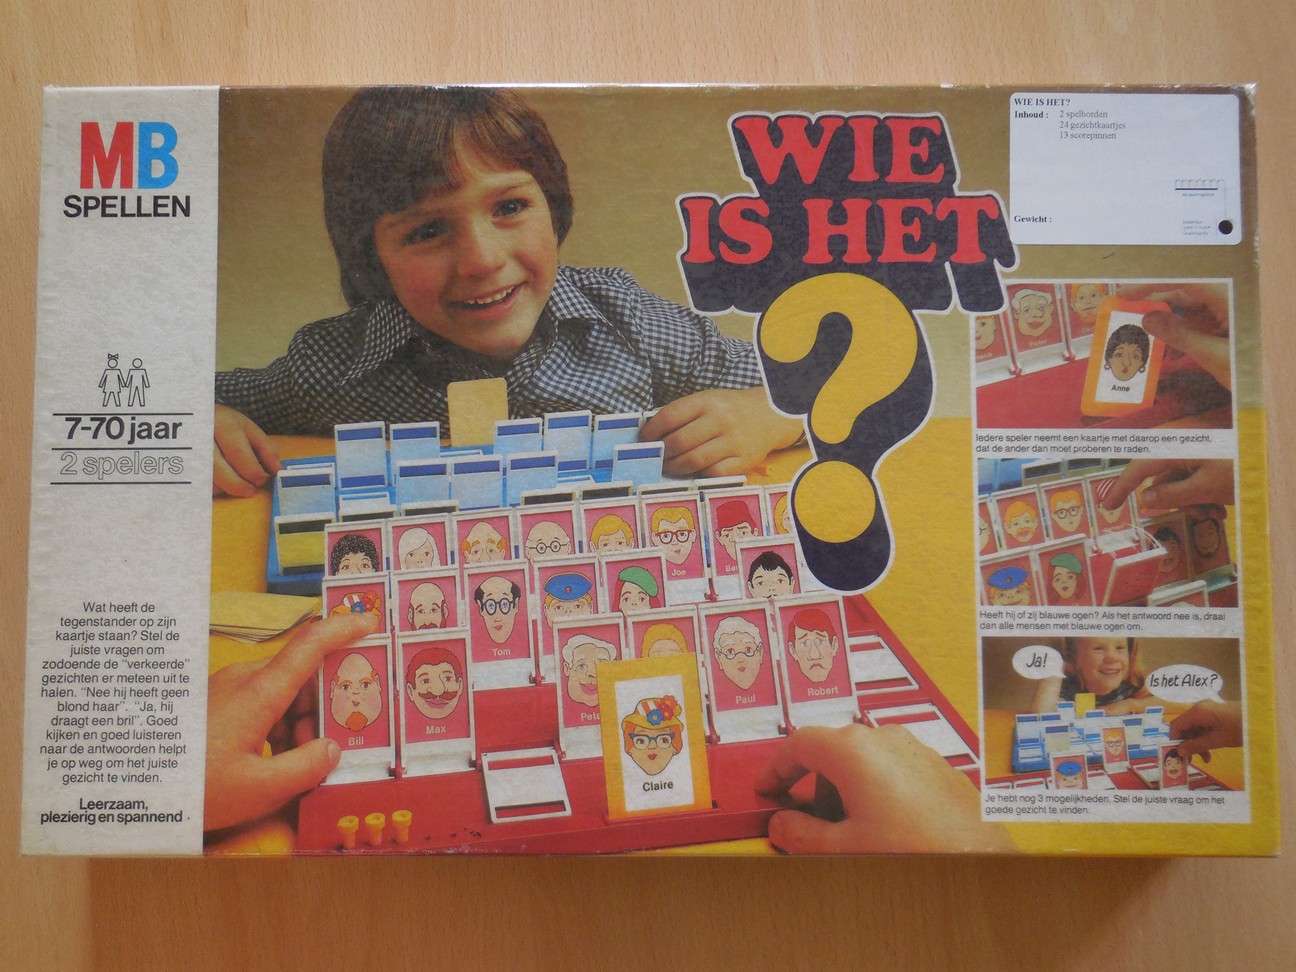 MB
SPELLEN
7-70 jaar
2 spelers
Wat heeft de
tegenstander op zijn
kaartje staan? Stel de
juiste vragen om
zodoende de "verkeerde"
gezichten er meteen uit te
halen. "Nee hij heeft geen
blond haar". "Ja, hij
draagt een bril". Goed
kijken en goed luisteren
naar de antwoorden helpt
je op weg om het juiste
gezicht te vinden.
Leerzaam,
plezierig en spannend
WIE
IS HET
?
Joe
Tom
Bill
Max
Pete
Paul
Robert
Claire
WIE IS HET?
Inhoud : 2 spelborden
24 gezichtkaartjes
13 scorepinnen
Gewicht :
Anne
Iedere speler neemt een kaartje met daarop een gezicht,
dat de ander dan moet proberen te raden.
Heeft hij of zij blauwe ogen? Als het antwoord nee is, draai
dan alle mensen met blauwe ogen om.
Ja!
Is het Alex?
Je hebt nog 3 mogelijkheden. Stel de juiste vraag om het
goede gezicht te vinden.